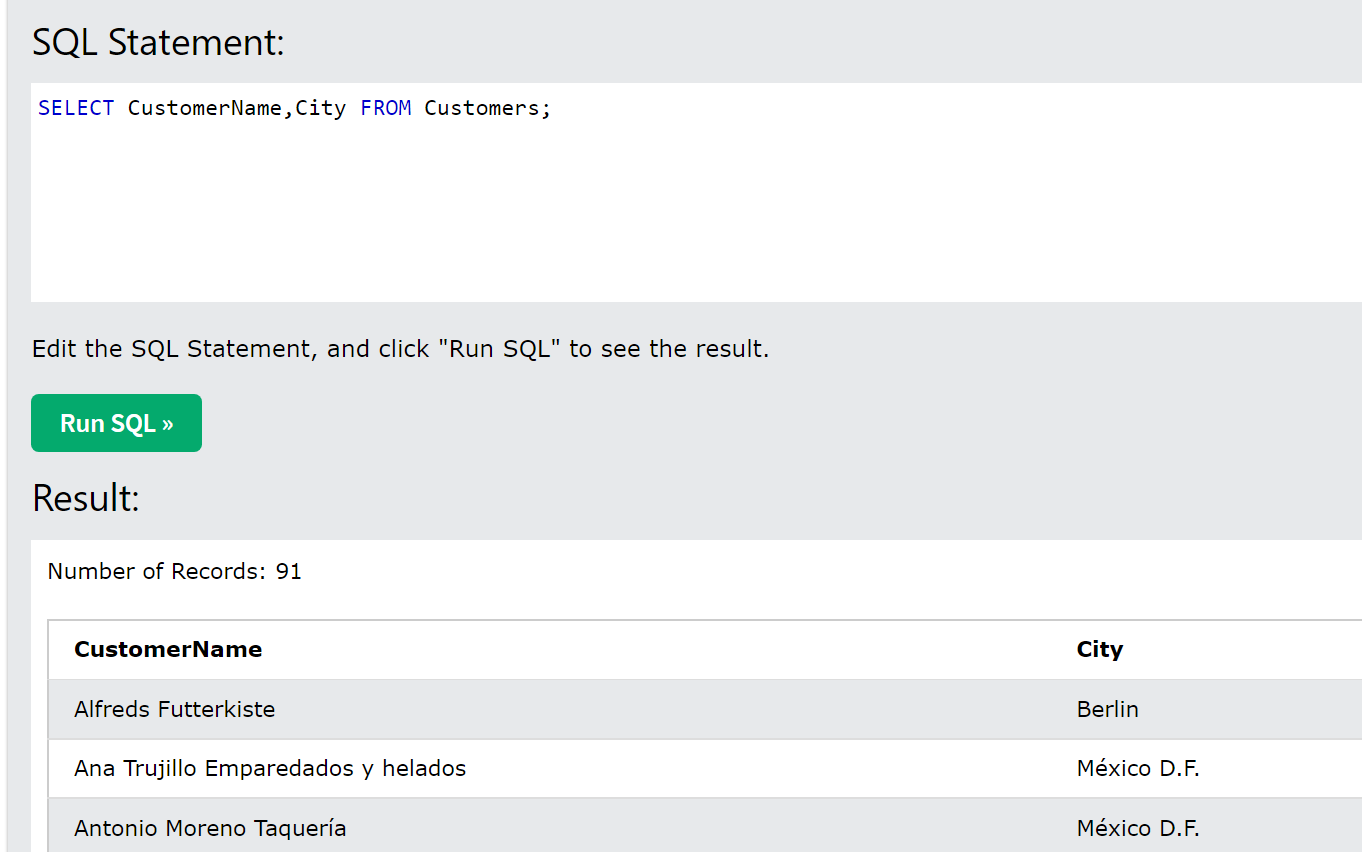 SQL Statement:
SELECT CustomerName,City FROM Customers;
Edit the SQL Statement, and click "Run SQL" to see the result.
Run SQL »
Result:
Number of Records: 91
CustomerName City
Alfreds Futterkiste Berlin
Ana Trujillo Emparedados y helados México D.F.
Antonio Moreno Taquería México D.F.